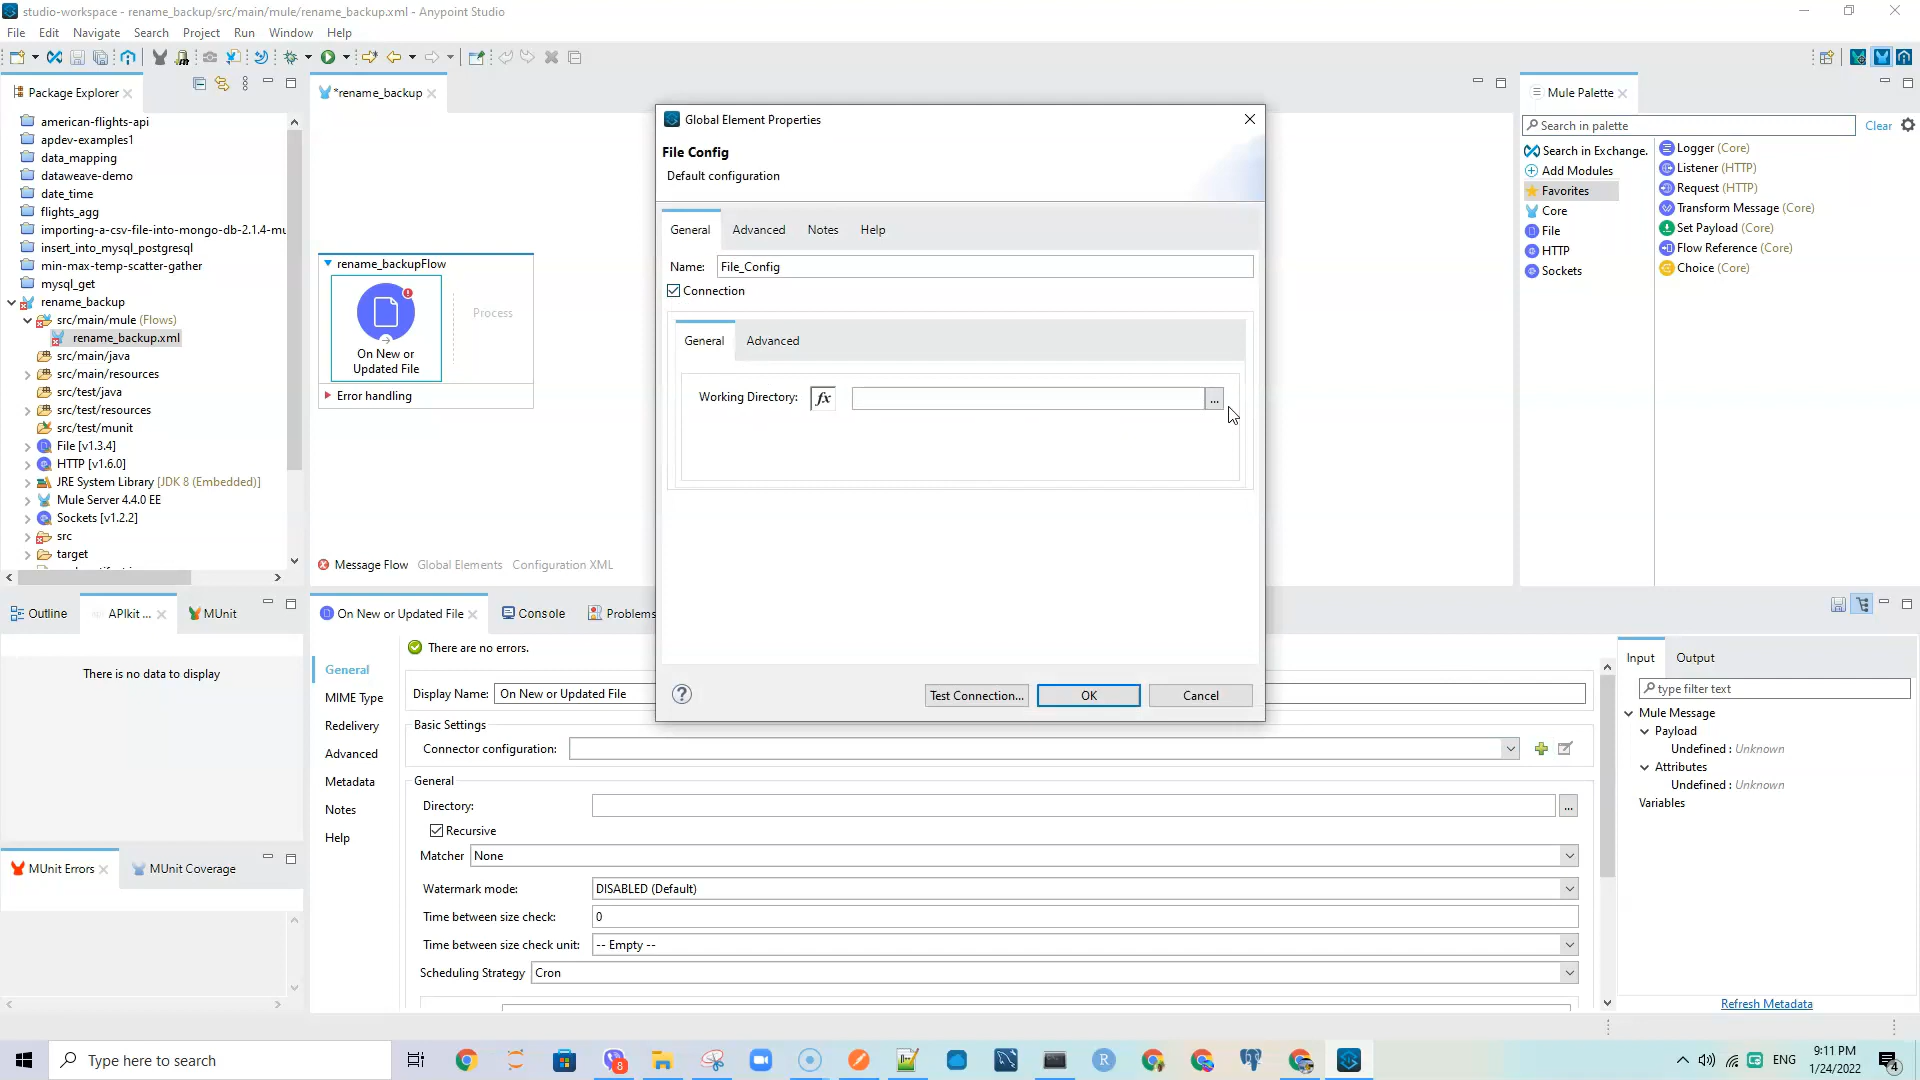 studio-workspace - rename_backup/src/main/mule/rename_backup.xml - Anypoint Studio
File Edit Navigate Search Project Run Window Help
Package Explorer
american-flights-api
apdev-examples1
data_mapping
dataweave-demo
date_time
flights_agg
importing-a-csv-file-into-mongo-db-2.1.4-mu
insert_into_mysql_postgresql
min-max-temp-scatter-gather
mysql_get
rename_backup
src/main/mule (Flows)
rename_backup.xml
src/main/java
src/main/resources
src/test/java
src/test/resources
src/test/munit
File [v1.3.4]
HTTP [v1.6.0]
JRE System Library [JDK 8 (Embedded)]
Mule Server 4.4.0 EE
Sockets [v1.2.2]
src
target
*rename_backup
rename_backupFlow
On New or
Updated File
Process
Error handling
Message Flow Global Elements Configuration XML
Global Element Properties
File Config
Default configuration
General Advanced Notes Help
Name: File_Config
Connection
General Advanced
Working Directory: fx ...
Test Connection... OK Cancel
Mule Palette
Search in palette Clear
Search in Exchange.
Add Modules
Favorites
Core
File
HTTP
Sockets
Logger (Core)
Listener (HTTP)
Request (HTTP)
Transform Message (Core)
Set Payload (Core)
Flow Reference (Core)
Choice (Core)
Outline APIkit ... MUnit
There is no data to display
MUnit Errors MUnit Coverage
On New or Updated File Console Problems
There are no errors.
General
MIME Type
Redelivery
Advanced
Metadata
Notes
Help
Display Name: On New or Updated File
Basic Settings
Connector configuration:
General
Directory: ...
Recursive
Matcher None
Watermark mode: DISABLED (Default)
Time between size check: 0
Time between size check unit: -- Empty --
Scheduling Strategy Cron
Input Output
type filter text
Mule Message
Payload
Undefined : Unknown
Attributes
Undefined : Unknown
Variables
Refresh Metadata
Type here to search
8
R
ENG
9:11 PM
1/24/2022
4